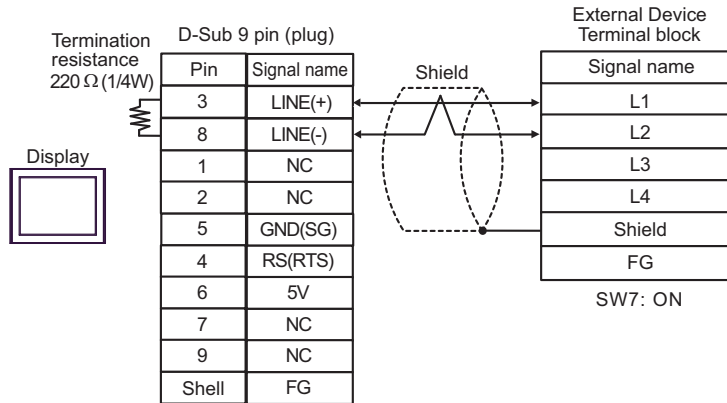 Termination
resistance
220 Ω (1/4W)
D-Sub 9 pin (plug)
Pin Signal name
3 LINE(+)
8 LINE(-)
1 NC
2 NC
5 GND(SG)
4 RS(RTS)
6 5V
7 NC
9 NC
Shell FG
Display
Shield
External Device
Terminal block
Signal name
L1
L2
L3
L4
Shield
FG
SW7: ON